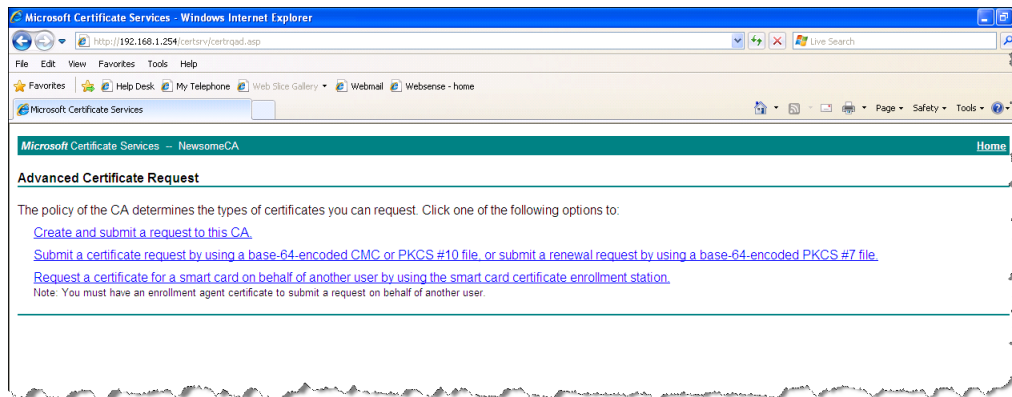 Microsoft Certificate Services - Windows Internet Explorer
http://192.168.1.254/certsrv/certrqad.asp
Live Search
File Edit View Favorites Tools Help
Favorites Help Desk My Telephone Web Slice Gallery Webmail Websense - home
Microsoft Certificate Services
Page Safety Tools
Microsoft Certificate Services -- NewsomeCA Home
Advanced Certificate Request
The policy of the CA determines the types of certificates you can request. Click one of the following options to:
Create and submit a request to this CA.
Submit a certificate request by using a base-64-encoded CMC or PKCS #10 file, or submit a renewal request by using a base-64-encoded PKCS #7 file.
Request a certificate for a smart card on behalf of another user by using the smart card certificate enrollment station.
Note: You must have an enrollment agent certificate to submit a request on behalf of another user.